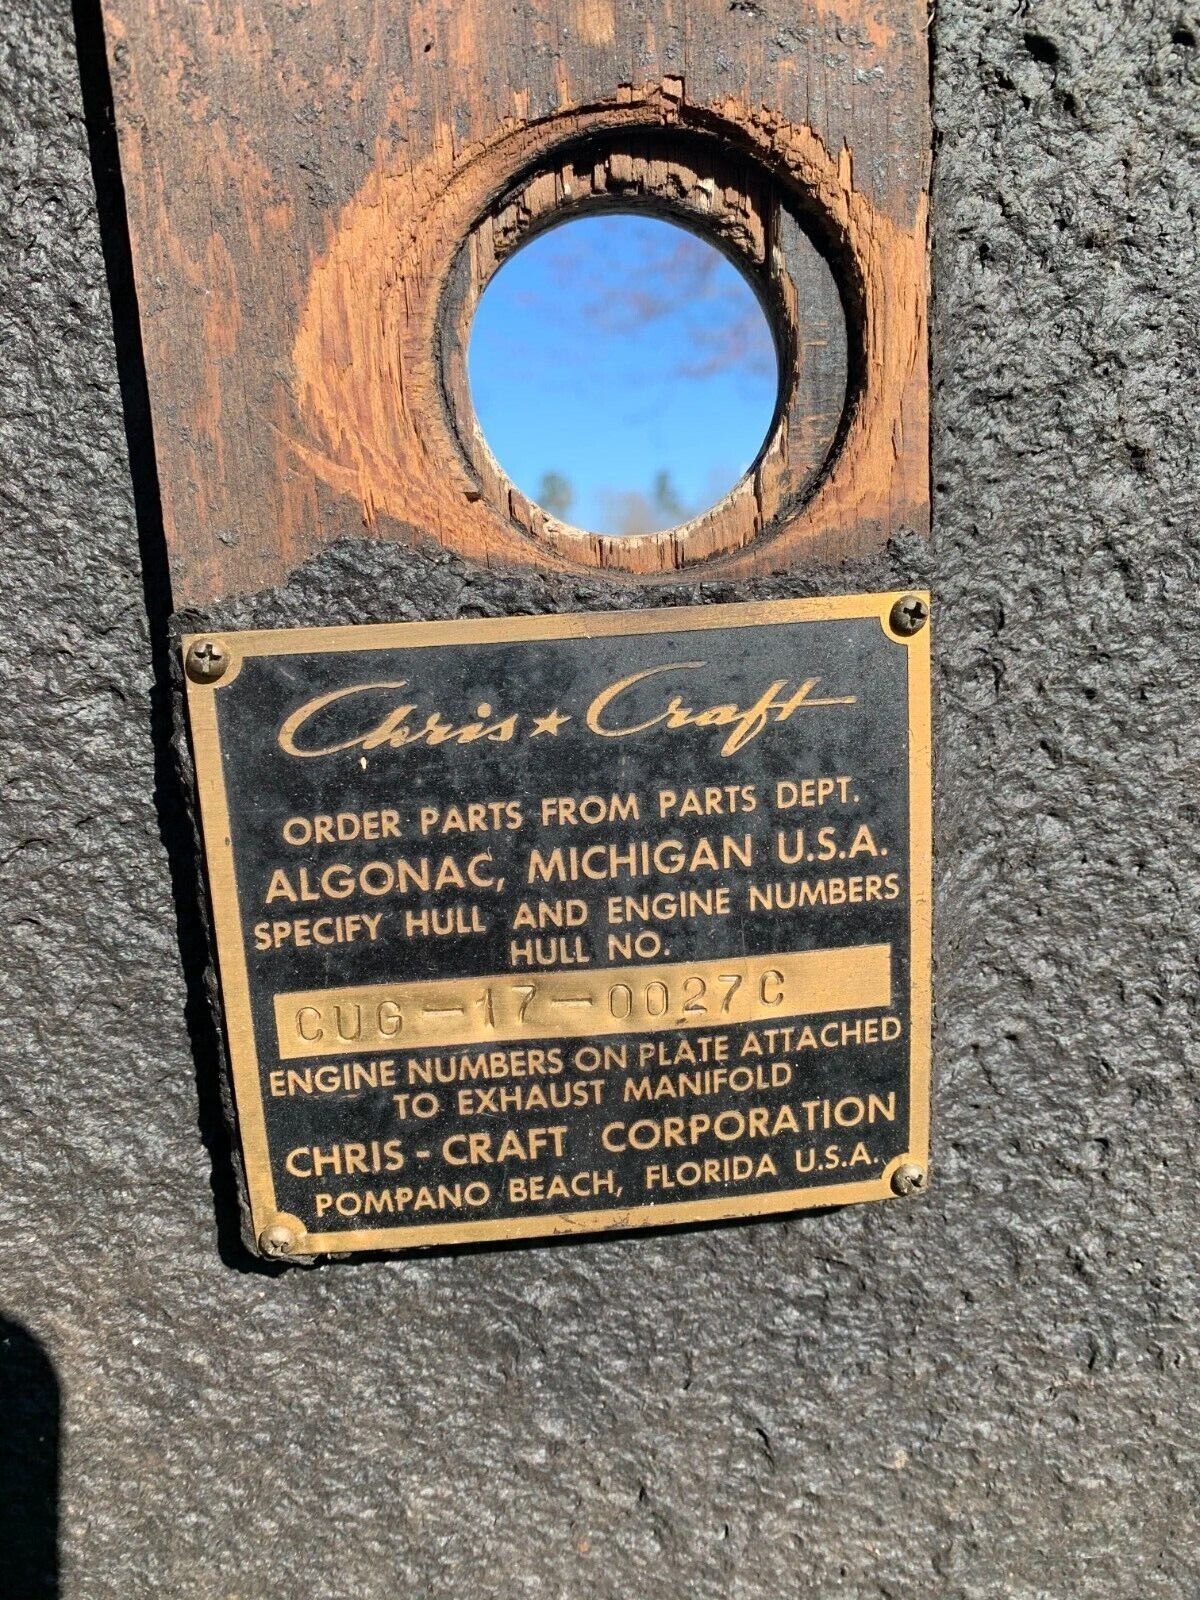 Chris★Craft
ORDER PARTS FROM PARTS DEPT.
ALGONAC, MICHIGAN U.S.A.
SPECIFY HULL AND ENGINE NUMBERS
HULL NO.
CUG-17-0027C
ENGINE NUMBERS ON PLATE ATTACHED
TO EXHAUST MANIFOLD
CHRIS-CRAFT CORPORATION
POMPANO BEACH, FLORIDA U.S.A.